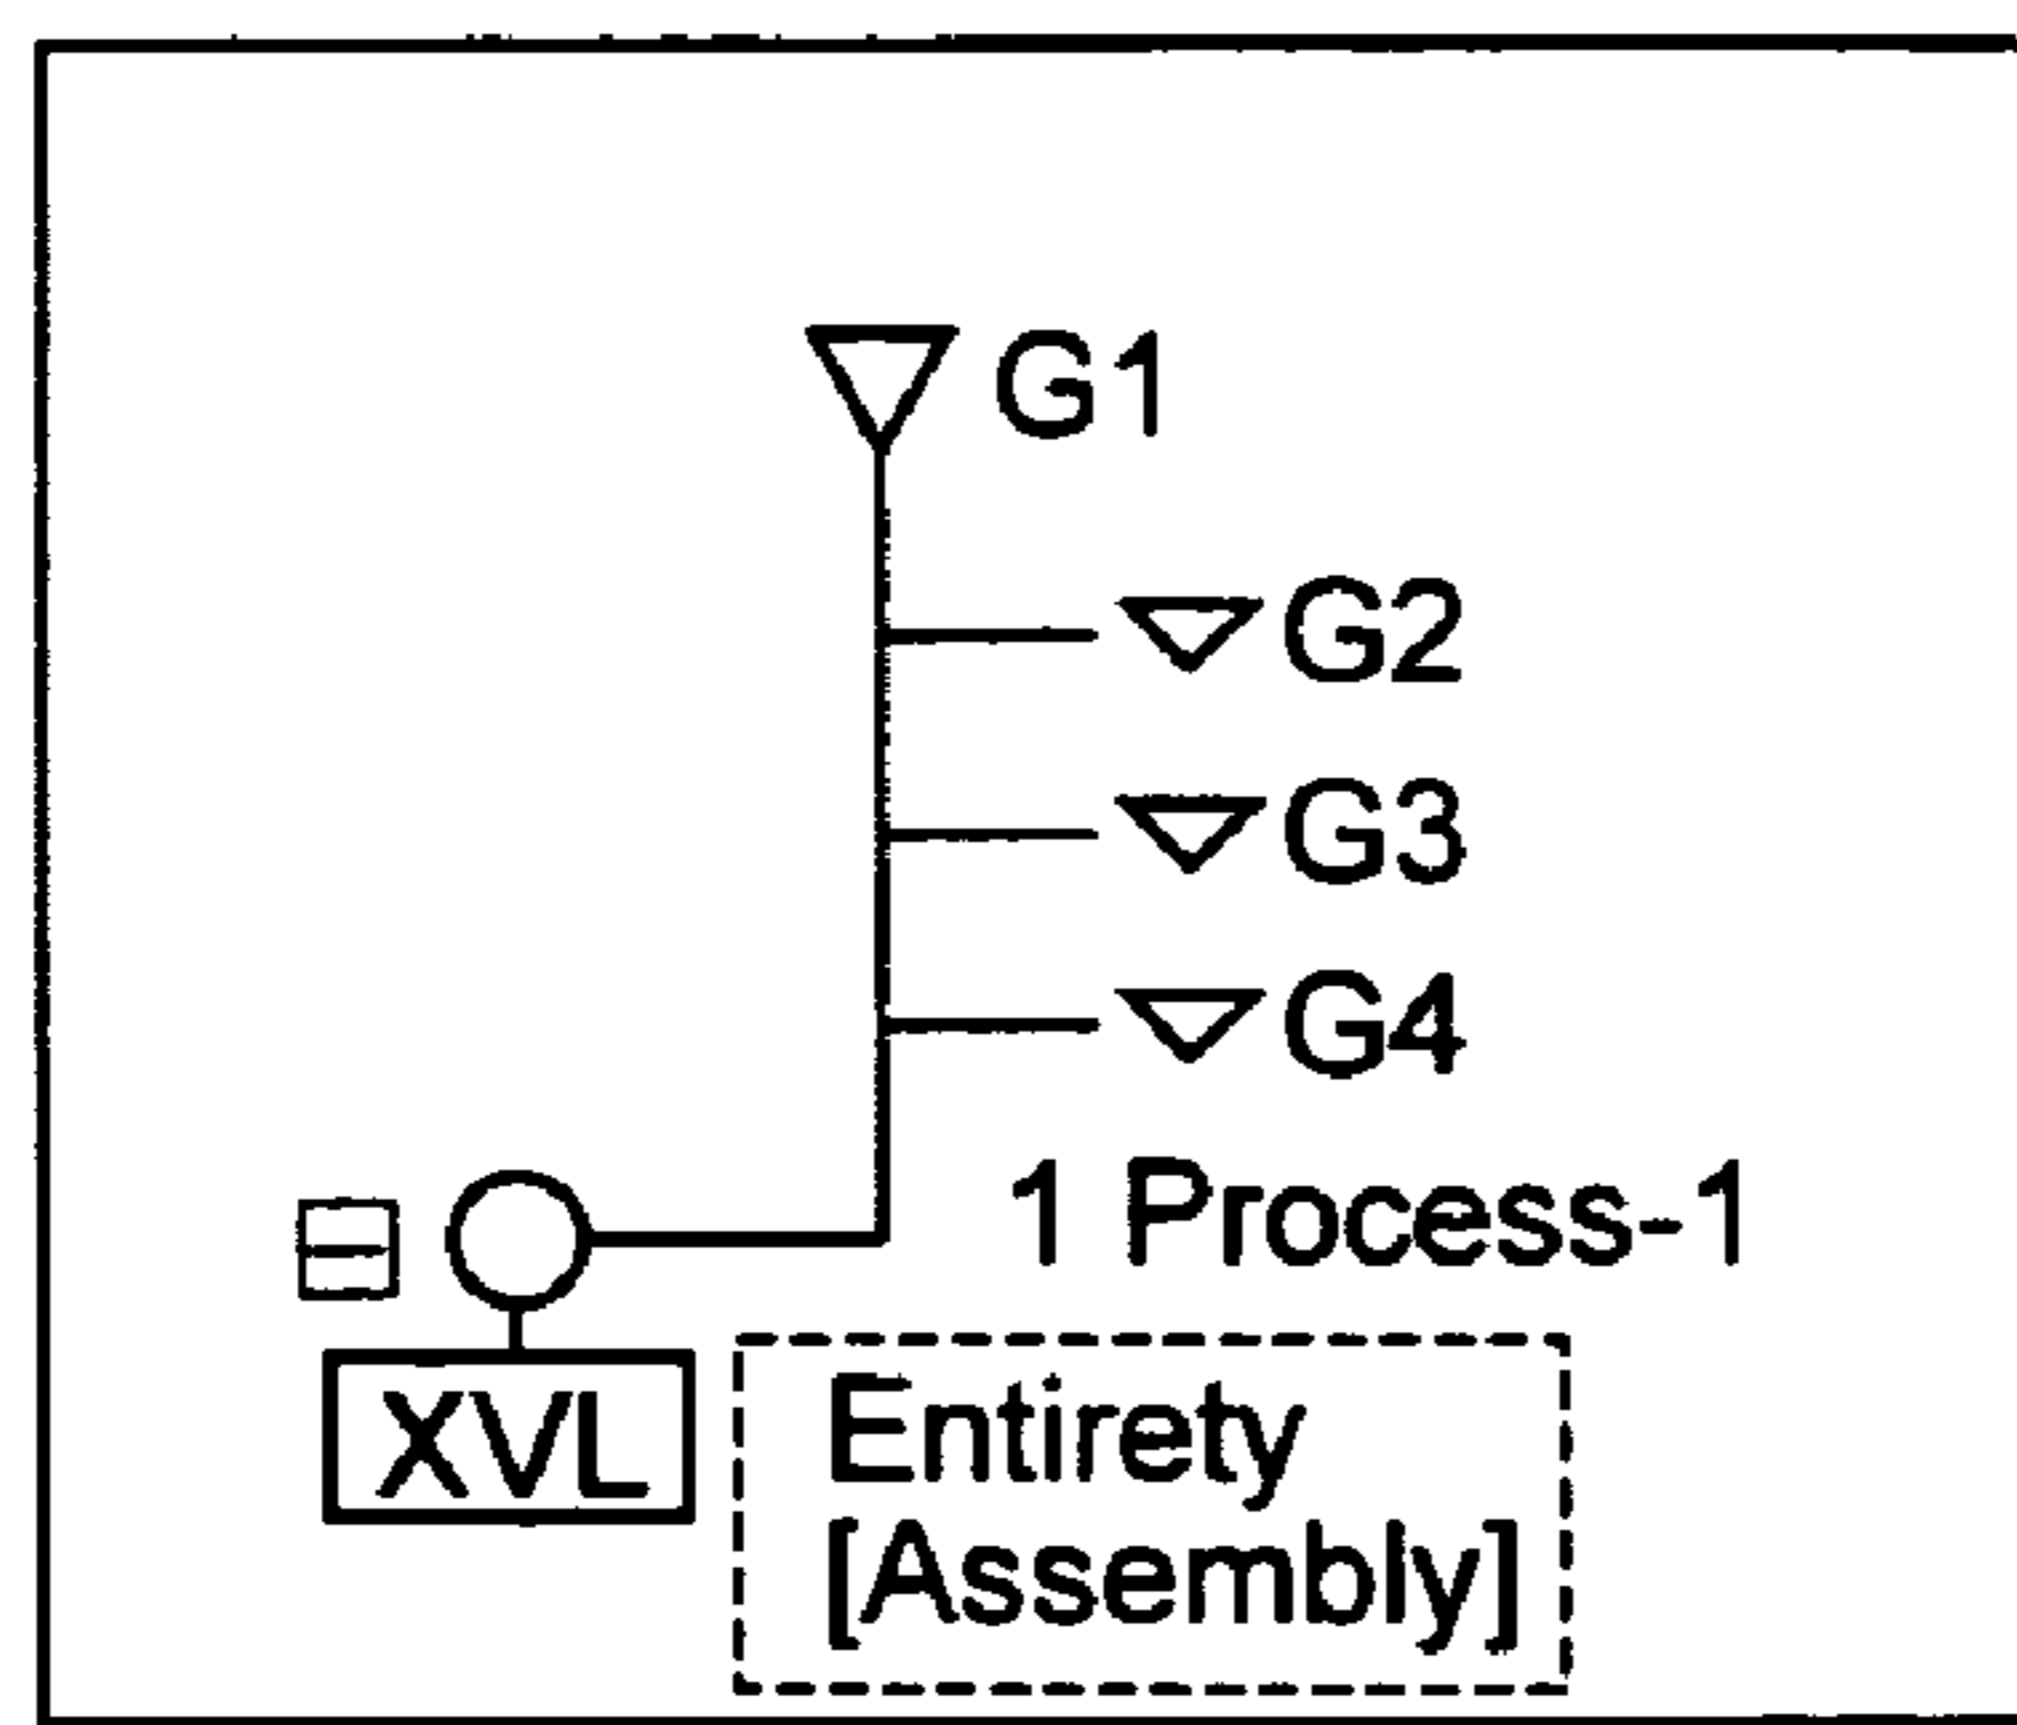 G1
G2
G3
G4
1 Process-1
XVL
Entirety
[Assembly]